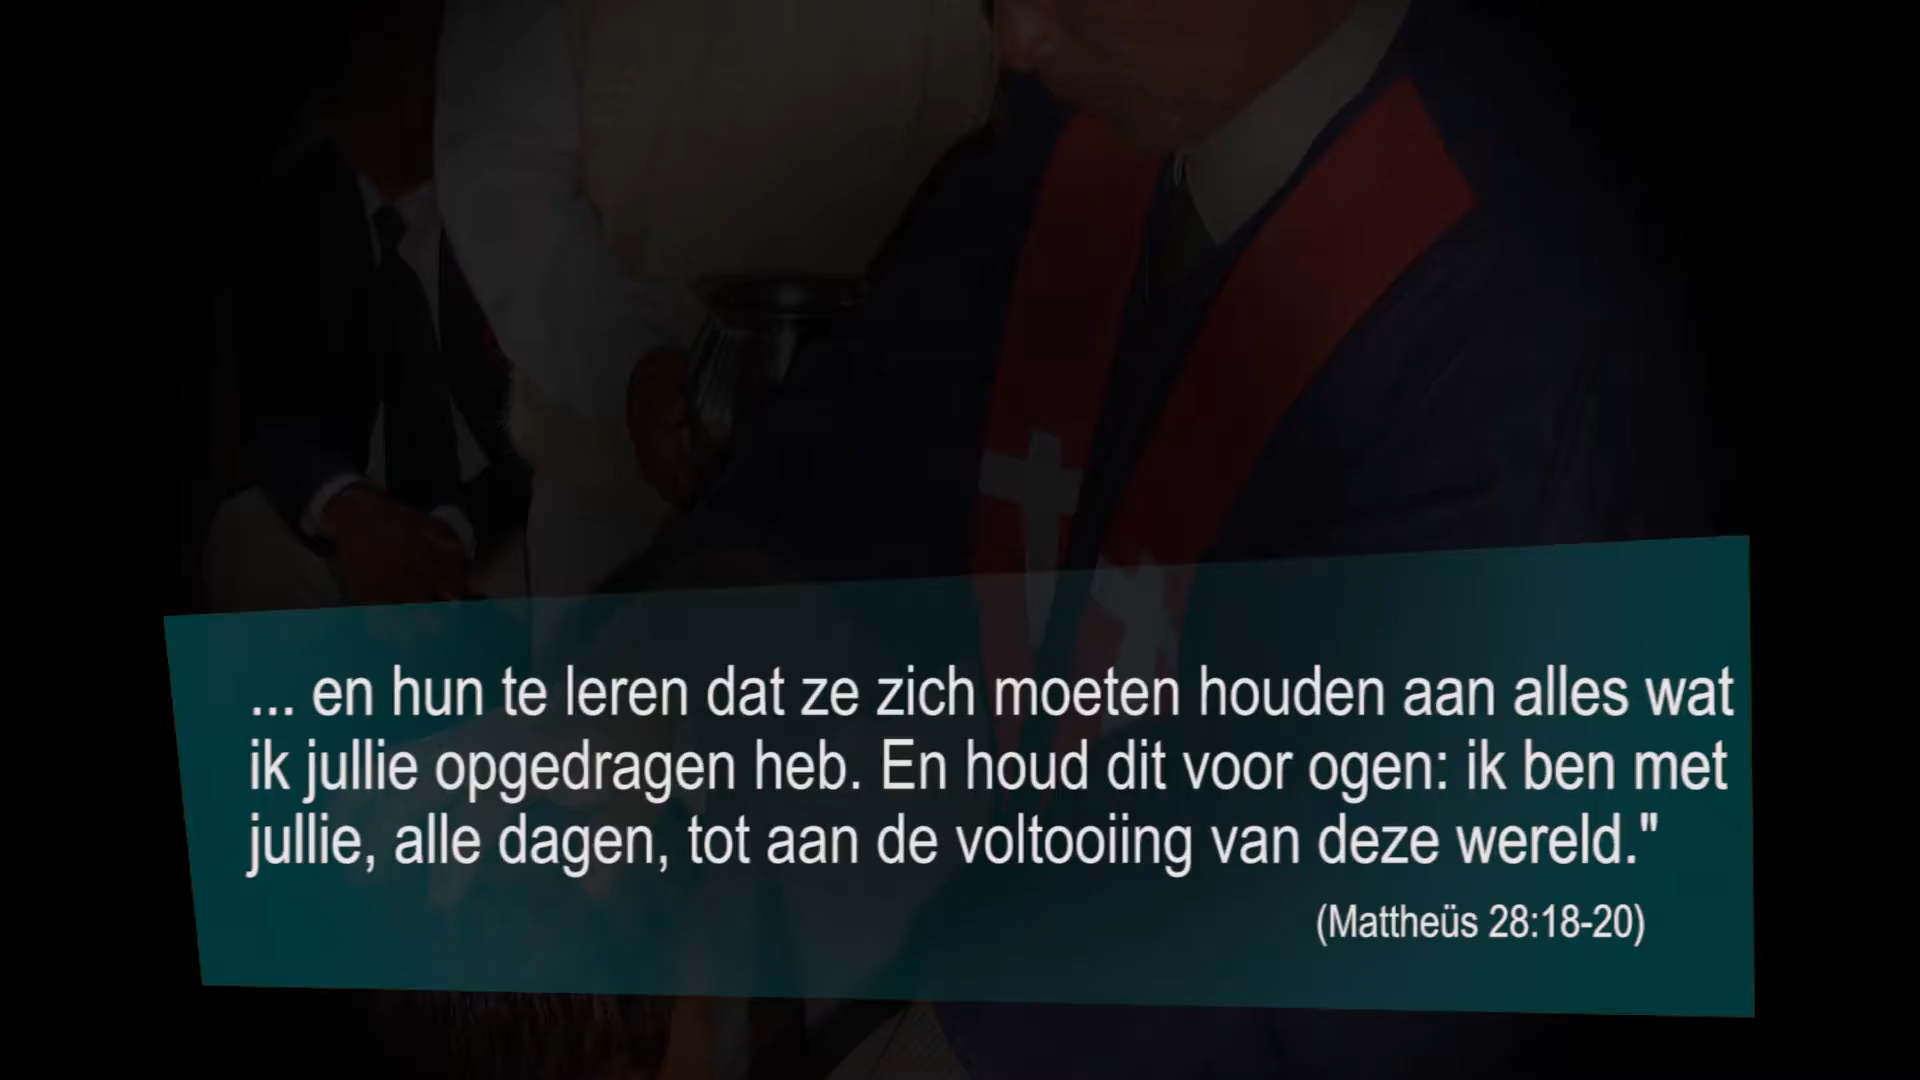 ... en hun te leren dat ze zich moeten houden aan alles wat
ik jullie opgedragen heb. En houd dit voor ogen: ik ben met
jullie, alle dagen, tot aan de voltooiing van deze wereld."
(Mattheüs 28:18-20)